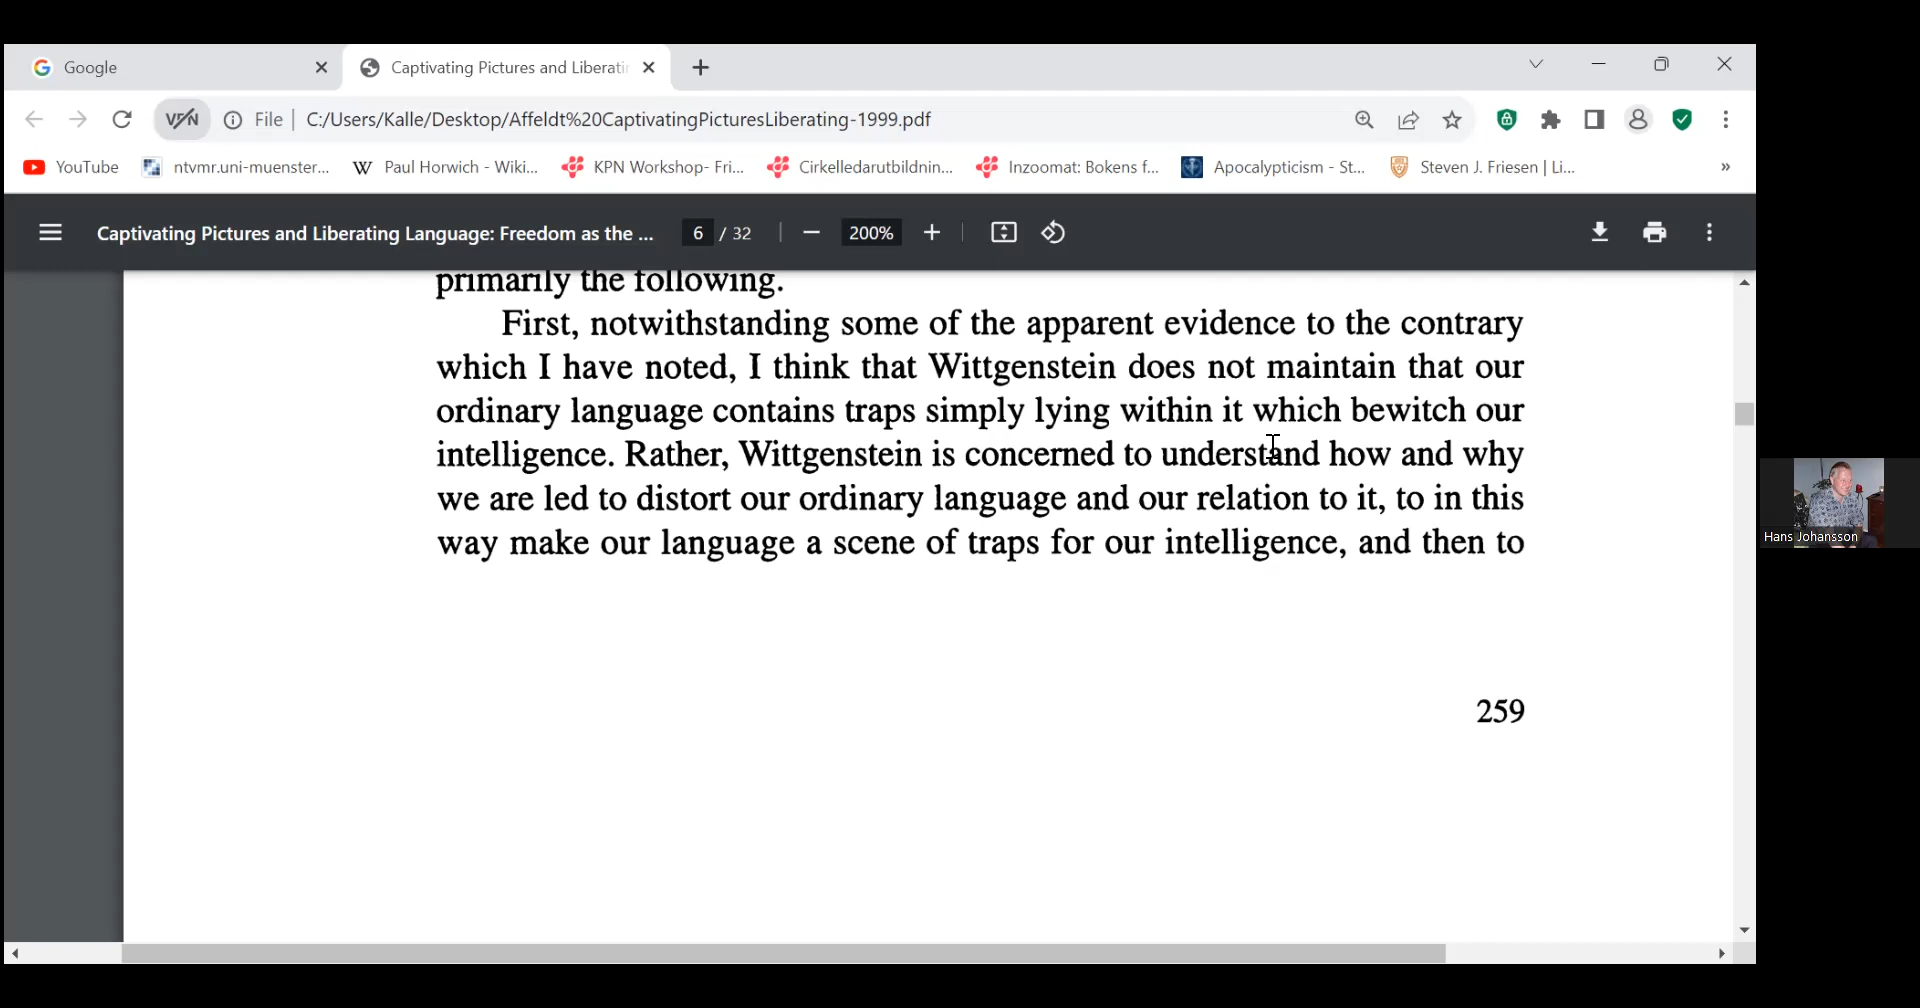 Google
Captivating Pictures and Liberatin
VPN
File
C:/Users/Kalle/Desktop/Affeldt%20CaptivatingPicturesLiberating-1999.pdf
YouTube
ntvmr.uni-muenster...
Paul Horwich - Wiki...
KPN Workshop- Fri...
Cirkelledarutbildnin...
Inzoomat: Bokens f...
Apocalypticism - St...
Steven J. Friesen | Li...
»
Captivating Pictures and Liberating Language: Freedom as the ...
6 / 32
200%
primarily the following.
First, notwithstanding some of the apparent evidence to the contrary
which I have noted, I think that Wittgenstein does not maintain that our
ordinary language contains traps simply lying within it which bewitch our
intelligence. Rather, Wittgenstein is concerned to understand how and why
we are led to distort our ordinary language and our relation to it, to in this
way make our language a scene of traps for our intelligence, and then to
Hans Johansson
259